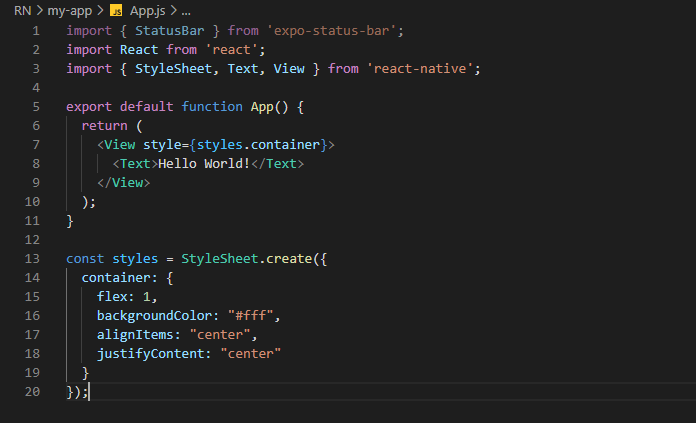 RN > my-app > JS App.js > ...
1 import { StatusBar } from 'expo-status-bar';
2 import React from 'react';
3 import { StyleSheet, Text, View } from 'react-native';
4
5 export default function App() {
6   return (
7     <View style={styles.container}>
8       <Text>Hello World!</Text>
9     </View>
10   );
11 }
12
13 const styles = StyleSheet.create({
14   container: {
15     flex: 1,
16     backgroundColor: "#fff",
17     alignItems: "center",
18     justifyContent: "center"
19   }
20 });